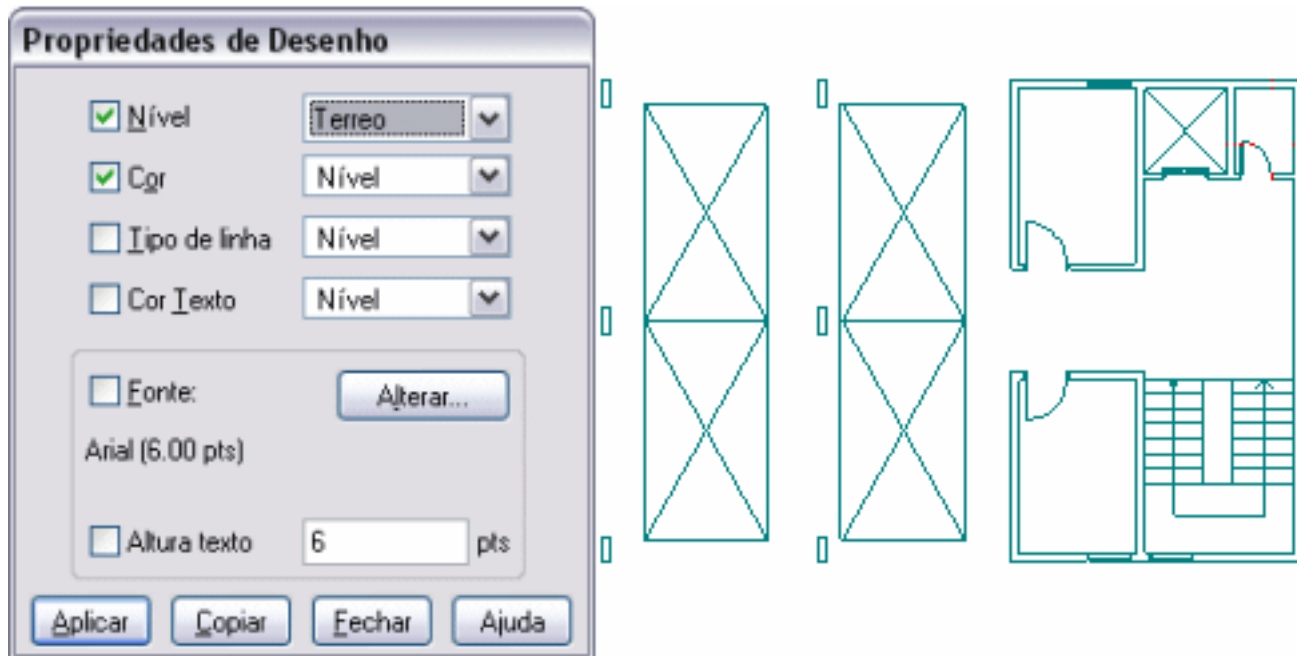 Propriedades de Desenho
Nível Terreo
Cor Nível
Tipo de linha Nível
Cor Texto Nível
Fonte: Alterar...
Arial (6.00 pts)
Altura texto 6 pts
Aplicar Copiar Fechar Ajuda